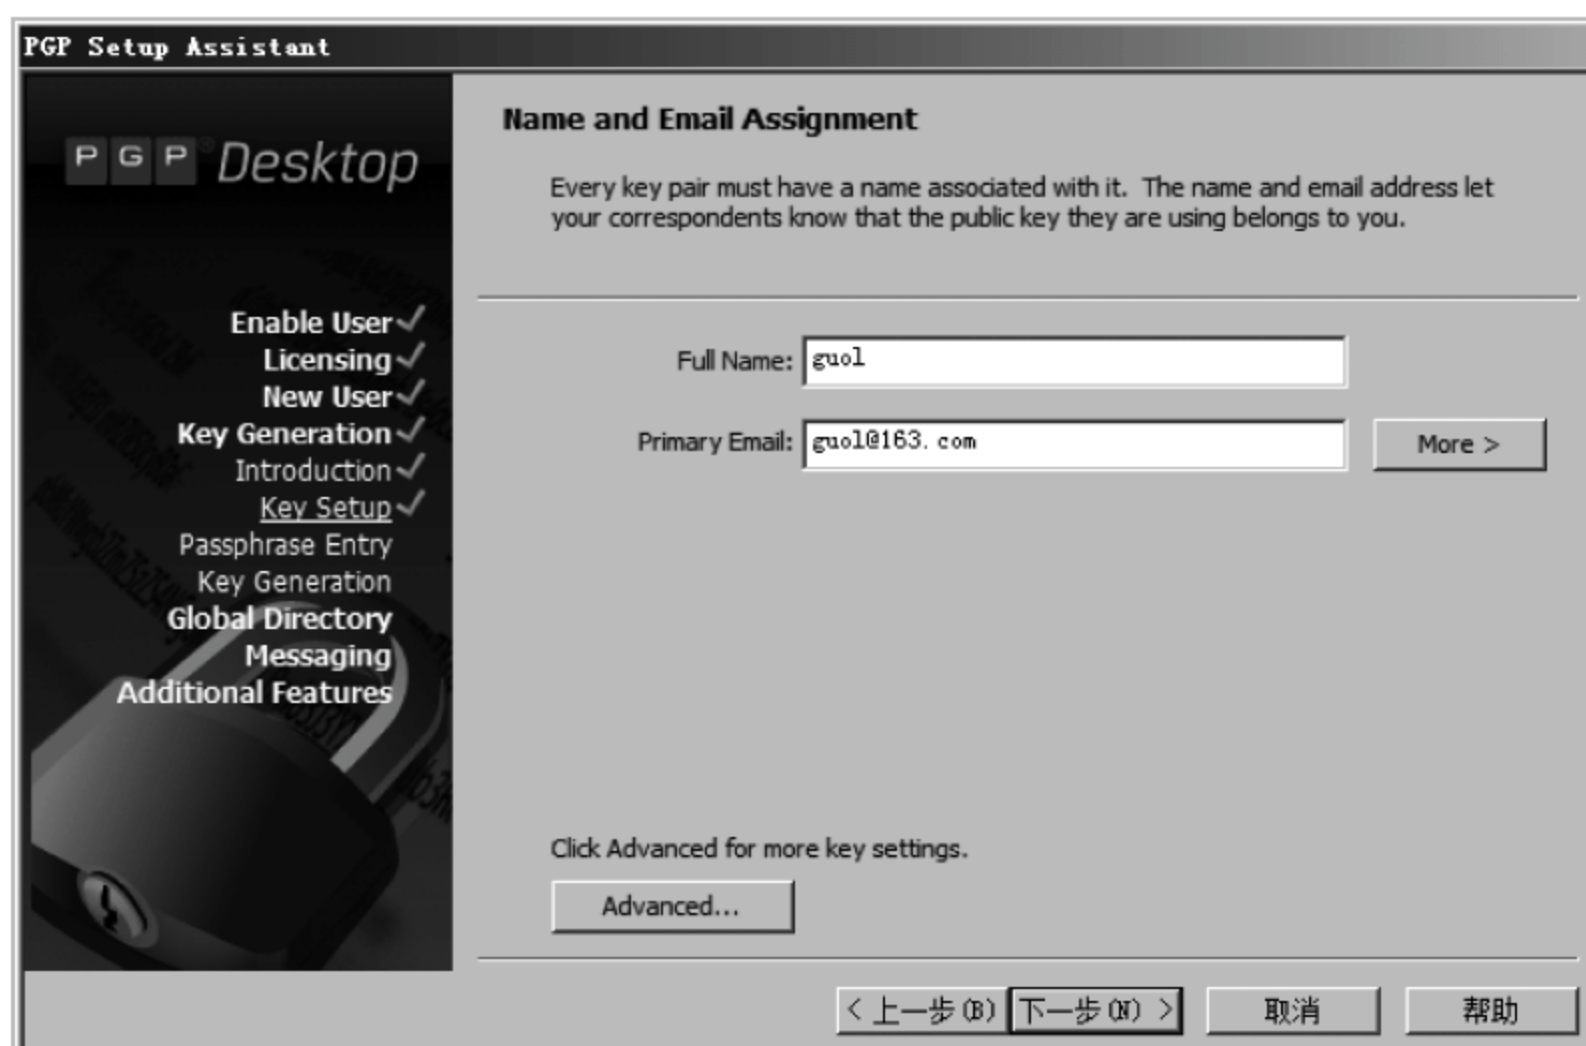 PGP Setup Assistant
PGP® Desktop
Enable User
Licensing
New User
Key Generation
Introduction
Key Setup
Passphrase Entry
Key Generation
Global Directory
Messaging
Additional Features
Name and Email Assignment
Every key pair must have a name associated with it. The name and email address let
your correspondents know that the public key they are using belongs to you.
Full Name: guol
Primary Email: guol@163.com More >
Click Advanced for more key settings.
Advanced...
< 上一步(B) 下一步(N) > 取消 帮助